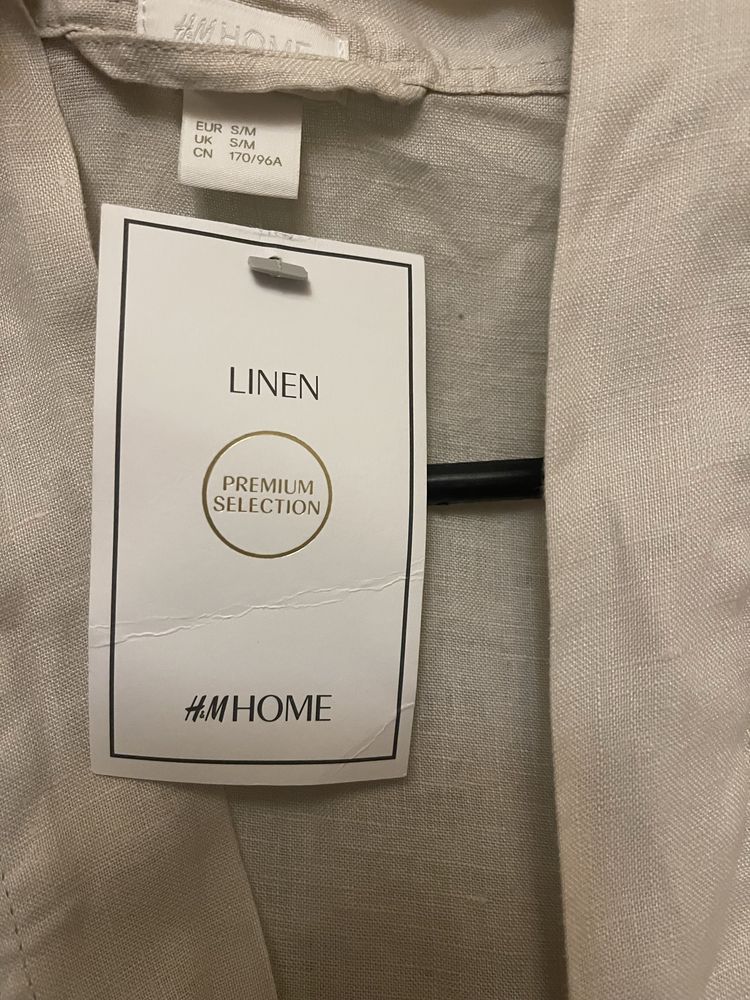 H&M HOME
EUR S/M
UK S/M
CN 170/96A
LINEN
PREMIUM
SELECTION
H&M HOME